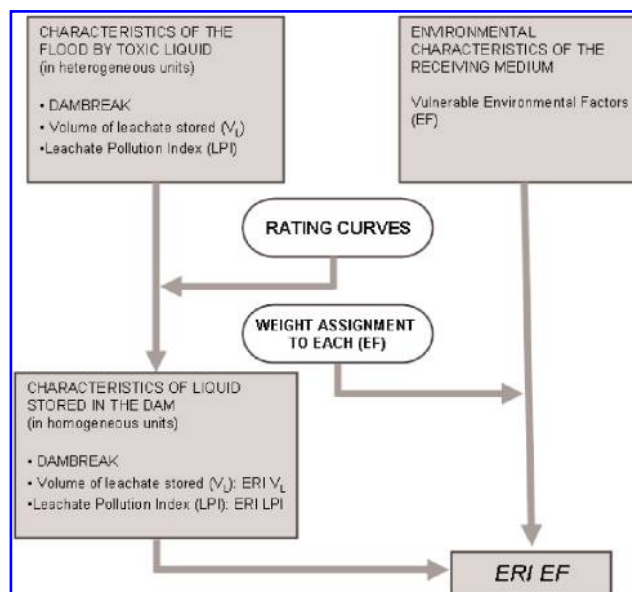 CHARACTERISTICS OF THE
FLOOD BY TOXIC LIQUID
(in heterogeneous units)
• DAMBREAK
• Volume of leachate stored (VL)
•Leachate Pollution Index (LPI)
ENVIRONMENTAL
CHARACTERISTICS OF THE
RECEIVING MEDIUM
Vulnerable Environmental Factors
(EF)
RATING CURVES
WEIGHT ASSIGNMENT
TO EACH (EF)
CHARACTERISTICS OF LIQUID
STORED IN THE DAM
(in homogeneous units)
• DAMBREAK
• Volume of leachate stored (VL): ERI VL
•Leachate Pollution Index (LPI): ERI LPI
ERI EF